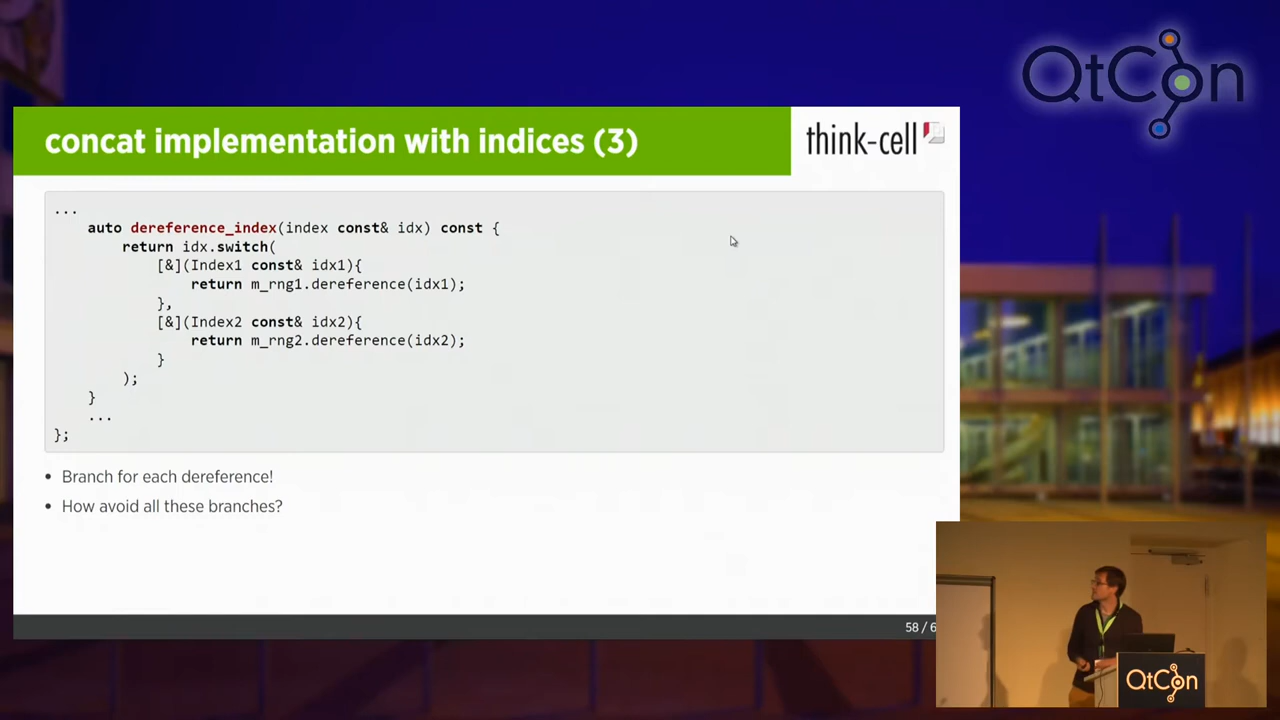 QtCon
concat implementation with indices (3)
think-cell
...
auto dereference_index(index const& idx) const {
return idx.switch(
[&](Index1 const& idx1){
return m_rng1.dereference(idx1);
},
[&](Index2 const& idx2){
return m_rng2.dereference(idx2);
}
);
}
...
};
• Branch for each dereference!
• How avoid all these branches?
58 / 6
QtCon